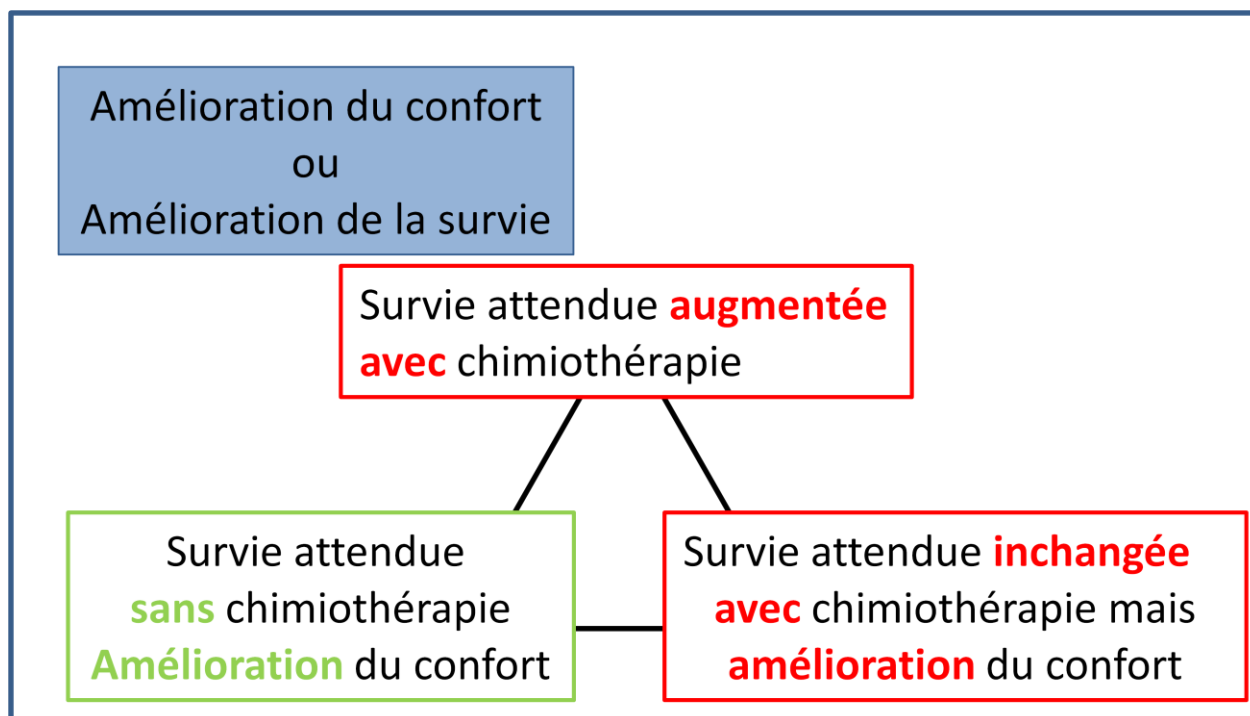 Amélioration du confort
ou
Amélioration de la survie
Survie attendue augmentée
avec chimiothérapie
Survie attendue
sans chimiothérapie
Amélioration du confort
Survie attendue inchangée
avec chimiothérapie mais
amélioration du confort